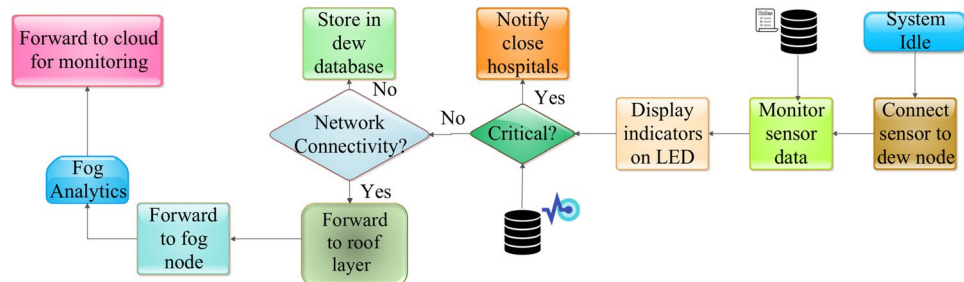 Forward to cloud
for monitoring
Store in
dew
database
Notify
close
hospitals
System
Idle
No
Yes
Network
Connectivity?
No
Critical?
Display
indicators
on LED
Monitor
sensor
data
Connect
sensor to
dew node
Fog
Analytics
Yes
Forward
to fog
node
Forward
to roof
layer